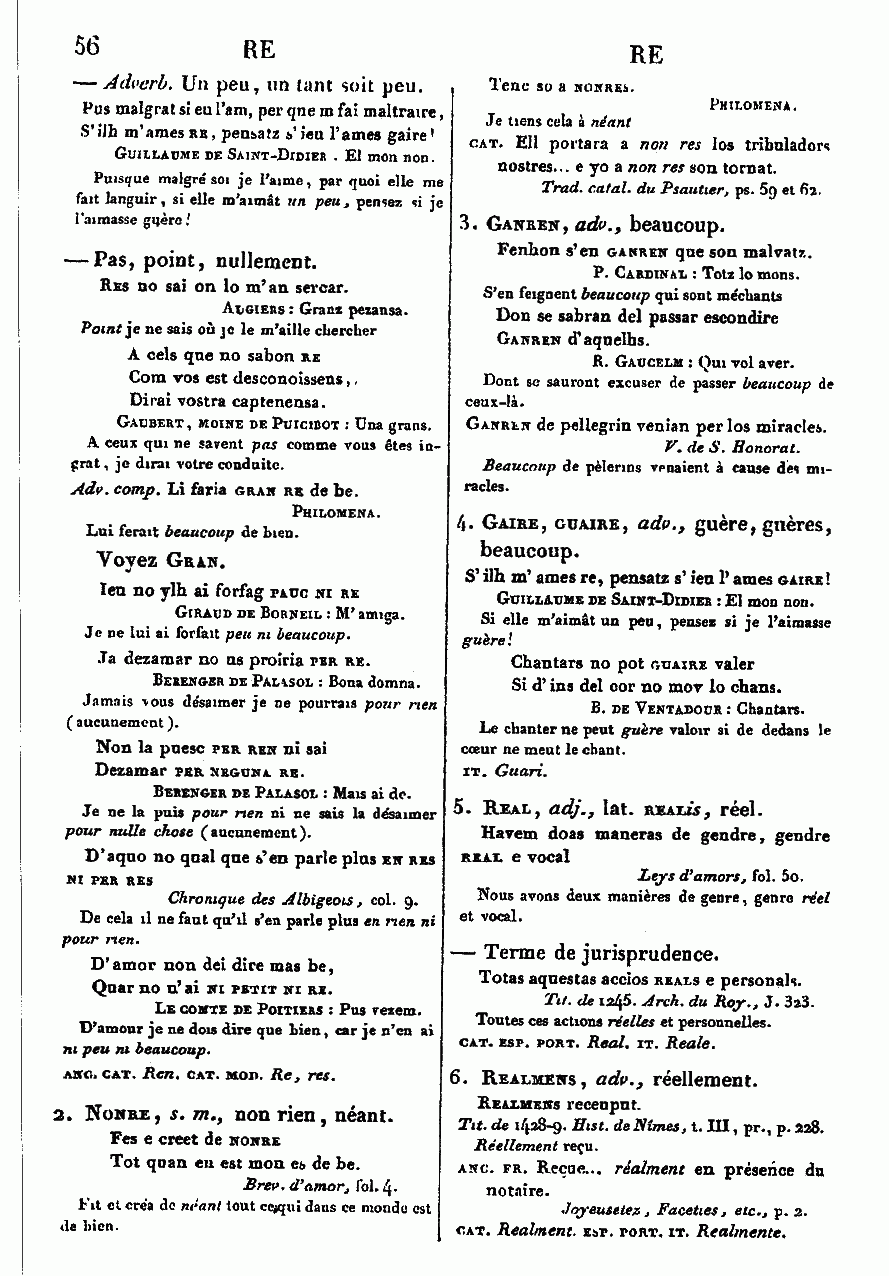 56
RE
RE
— Adverb. Un peu, un tant soit peu.
Pus malgrat si eu l'am, per que m fai maltraire,
S'ilh m'ames RE, pensatz s'ieu l'ames gaire!
GUILLAUME DE SAINT-DIDIER. El mon non.
Puisque malgré soi je l'aime, par quoi elle me
fait languir, si elle m'aimât un peu, pensez si je
l'aimasse guère!
— Pas, point, nullement.
RES no sai on lo m'an sercar.
AUGIERS : Granz pezansa.
Point je ne sais où je le m'aille chercher
A cels que no sabon RE
Com vos est desconoissens,
Dirai vostra captenensa.
GAUBERT, MOINE DE PUICIBOT : Una grans.
A ceux qui ne savent pas comme vous êtes in-
grat, je dirai votre conduite.
Adv. comp. Li faria GRAN RE de be.
PHILOMENA.
Lui ferait beaucoup de bien.
Voyez GRAN.
Ieu no ylh ai forfag PAUC NI RE
GIRAUD DE BORNEIL : M'amiga.
Je ne lui ai forfait peu ni beaucoup.
Ja dezamar no us proiria PER RE.
BERENGER DE PALASOL : Bona domna.
Jamais vous désaimer je ne pourrais pour rien
(aucunement).
Non la puesc PER REN ni sai
Dezamar PER NEGUNA RE.
BERENGER DE PALASOL : Mais ai de.
Je ne la puis pour rien ni ne sais la désaimer
pour nulle chose (aucunement).
D'aquo no qual que s'en parle plus EN RES
NI PER RES
Chronique des Albigeois, col. 9.
De cela il ne faut qu'il s'en parle plus en rien ni
pour rien.
D'amor non dei dire mas be,
Quar no n'ai NI PETIT NI RE.
LE COMTE DE POITIERS : Pus vezem.
D'amour je ne dois dire que bien, car je n'en ai
ni peu ni beaucoup.
ANC. CAT. Ren. CAT. MOD. Re, res.
2. NONRE, s. m., non rien, néant.
Fes e creet de NONRE
Tot quan eu est mon es de be.
Brev. d'amor, fol. 4.
Fit et créa de néant tout ce qui dans ce monde est
de bien.
Tenc so a NONRES.
PHILOMENA.
Je tiens cela à néant
CAT. Ell portara a non res los tribuladors
nostres... e yo a non res son tornat.
Trad. catal. du Psautier, ps. 59 et 62.
3. GANREN, adv., beaucoup.
Fenhon s'en GANREN que son malvatz.
P. CARDINAL : Totz lo mons.
S'en feignent beaucoup qui sont méchants
Don se sabran del passar escondire
GANREN d'aquelhs.
R. GAUCELM : Qui vol aver.
Dont se sauront excuser de passer beaucoup de
ceux-là.
GANREN de pellegrin venian per los miracles.
V. de S. Honorat.
Beaucoup de pèlerins venaient à cause des mi-
racles.
4. GAIRE, GUAIRE, adv., guère, guères,
beaucoup.
S'ilh m'ames re, pensatz s'ieu l'ames GAIRE!
GUILLAUME DE SAINT-DIDIER : El mon non.
Si elle m'aimât un peu, pensez si je l'aimasse
guère!
Chantars no pot GUAIRE valer
Si d'ins del cor no mov lo chans.
B. DE VENTADOUR : Chantars.
Le chanter ne peut guère valoir si de dedans le
cœur ne meut le chant.
IT. Guari.
5. REAL, adj., lat. REALis, réel.
Havem doas maneras de gendre, gendre
REAL e vocal
Leys d'amors, fol. 50.
Nous avons deux manières de genre, genre réel
et vocal.
— Terme de jurisprudence.
Totas aquestas accios REALS e personals.
Tit. de 1245. Arch. du Roy., J. 323.
Toutes ces actions réelles et personnelles.
CAT. ESP. PORT. Real. IT. Reale.
6. REALMENS, adv., réellement.
REALMENS receuput.
Tit. de 1428-9. Hist. de Nîmes, t. III, pr., p. 228.
Réellement reçu.
ANC. FR. Reçue... réalment en présence du
notaire.
Joyeusetez, Faceties, etc., p. 2.
CAT. Realment. ESP. PORT. IT. Realmente.